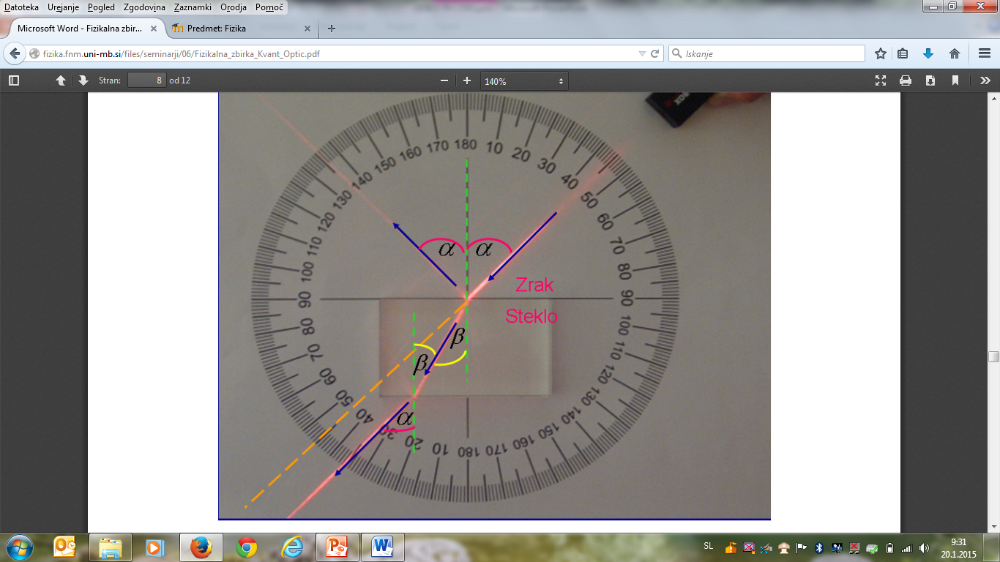 Datoteka Urejanje Pogled Zgodovina Zaznamki Orodja Pomoč
Microsoft Word - Fizikalna zbir... × Predmet: Fizika × +
fizika.fnm.uni-mb.si/files/seminarji/06/Fizikalna_zbirka_Kvant_Optic.pdf Iskanje
Stran: 8 od 12 140%
180 10 20 30 40 50 60 70 80 90 100 110 120 130 140 150 160 170 180 10 20 30 40 50 60 70 80 90 100 110 120 130 140 150 160 170
α α
Zrak
Steklo
β
β
α
SL 9:31
20.1.2015